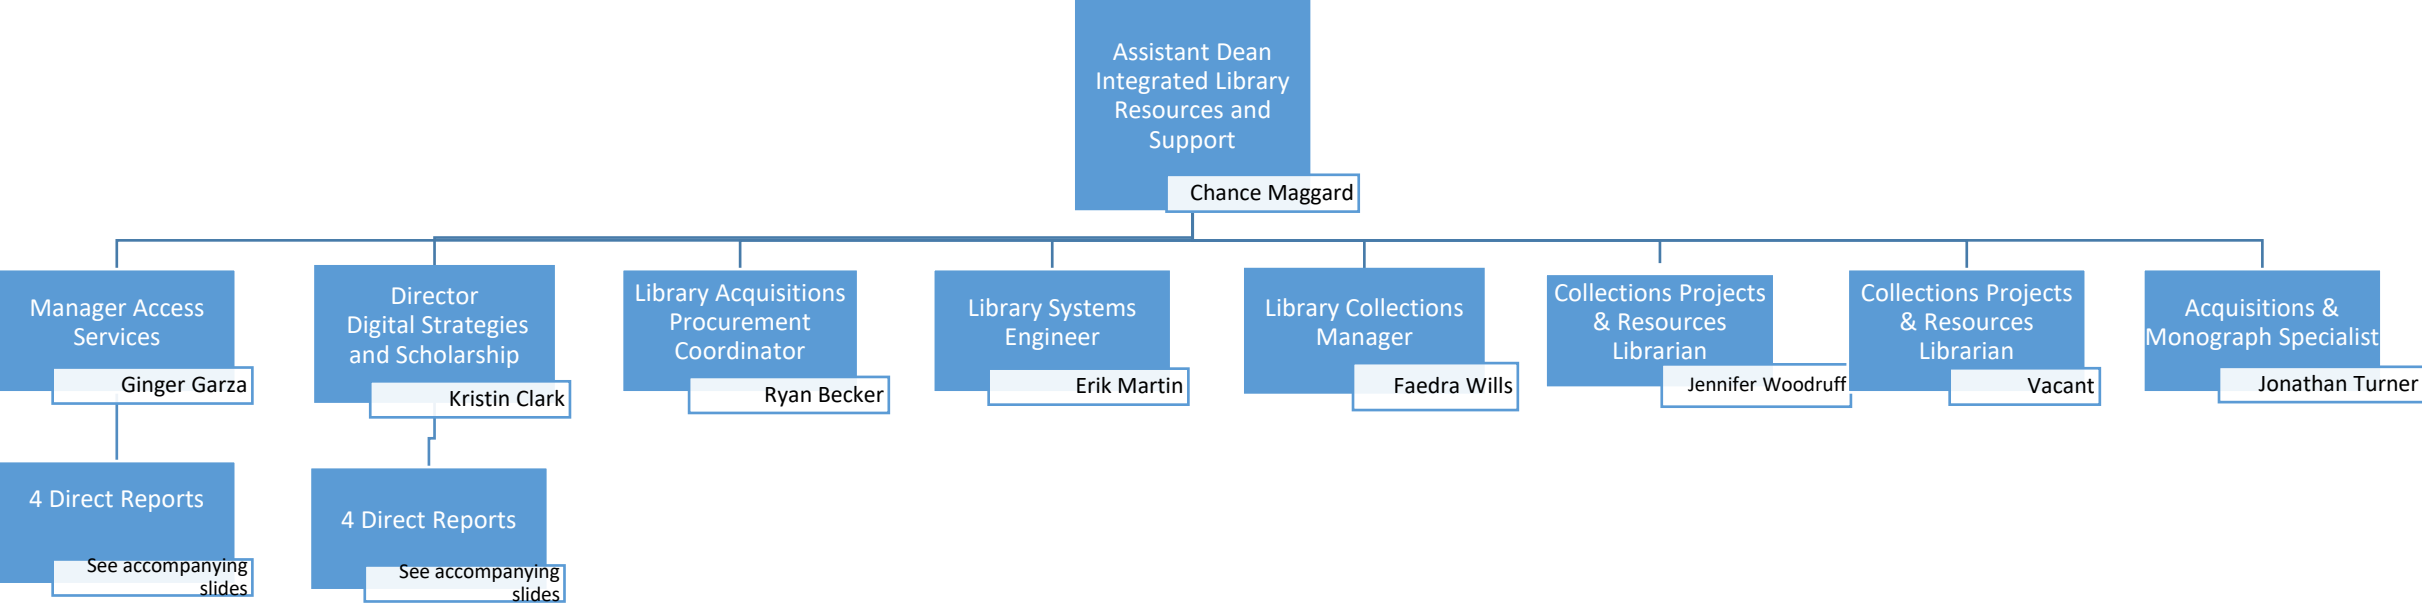 Assistant Dean
Integrated Library
Resources and
Support
Chance Maggard
Manager Access
Services
Ginger Garza
Director
Digital Strategies
and Scholarship
Kristin Clark
Library Acquisitions
Procurement
Coordinator
Ryan Becker
Library Systems
Engineer
Erik Martin
Library Collections
Manager
Faedra Wills
Collections Projects
& Resources
Librarian
Jennifer Woodruff
Collections Projects
& Resources
Librarian
Vacant
Acquisitions &
Monograph Specialist
Jonathan Turner
4 Direct Reports
See accompanying
slides
4 Direct Reports
See accompanying
slides